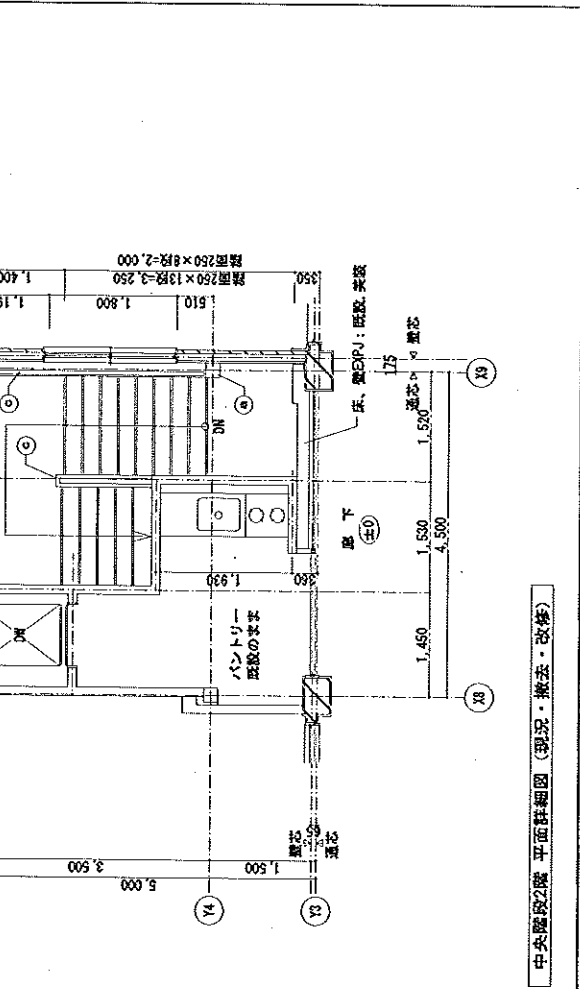 踏面250×8段=2,000
踏面250×13段=3,250
1,800
610
350
床、壁EXPJ：既設、実装
175
通芯
壁芯
X9
DN
c
c
a
廊下
±0
1,520
1,530
1,450
4,500
360
1,930
パントリー
既設のまま
DW
X8
壁芯
65
通芯
1,500
3,500
5,000
Y4
Y3
中央階段2階 平面詳細図（現況・撤去・改修）